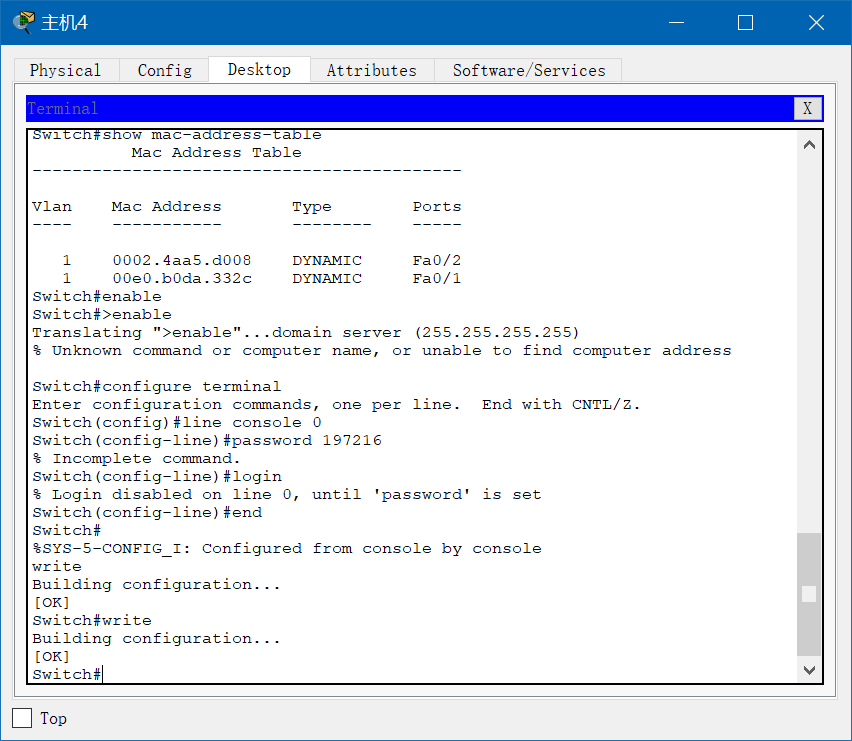 主机4
Physical Config Desktop Attributes Software/Services
Terminal X
Switch#show mac-address-table
Mac Address Table
-------------------------------------------
Vlan Mac Address Type Ports
---- ----------- -------- -----
1 0002.4aa5.d008 DYNAMIC Fa0/2
1 00e0.b0da.332c DYNAMIC Fa0/1
Switch#enable
Switch#>enable
Translating ">enable"...domain server (255.255.255.255)
% Unknown command or computer name, or unable to find computer address
Switch#configure terminal
Enter configuration commands, one per line.  End with CNTL/Z.
Switch(config)#line console 0
Switch(config-line)#password 197216
% Incomplete command.
Switch(config-line)#login
% Login disabled on line 0, until 'password' is set
Switch(config-line)#end
Switch#
%SYS-5-CONFIG_I: Configured from console by console
write
Building configuration...
[OK]
Switch#write
Building configuration...
[OK]
Switch#
Top